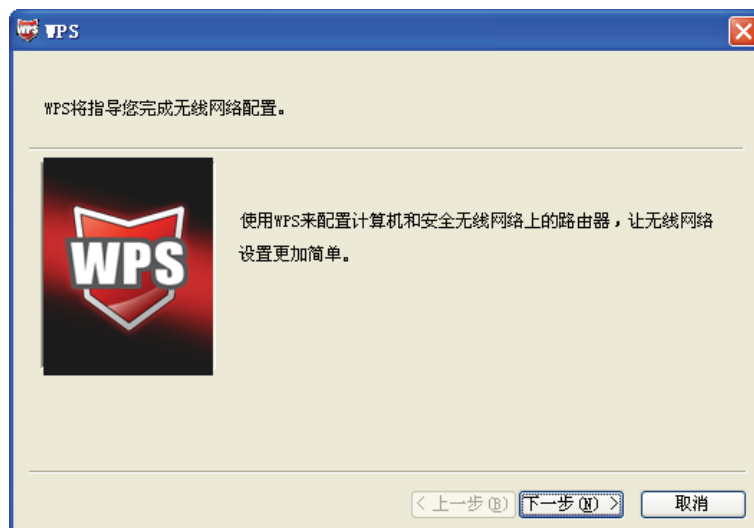 WPS
WPS
WPS将指导您完成无线网络配置。
WPS
使用WPS来配置计算机和安全无线网络上的路由器，让无线网络
设置更加简单。
< 上一步(B)
下一步(N) >
取消